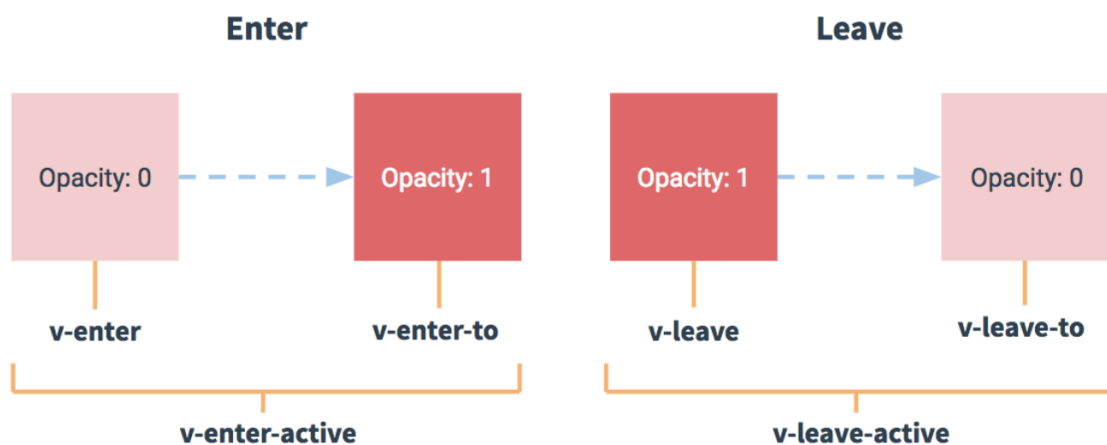 Enter
Leave
Opacity: 0
Opacity: 1
Opacity: 1
Opacity: 0
v-enter
v-enter-to
v-leave
v-leave-to
v-enter-active
v-leave-active